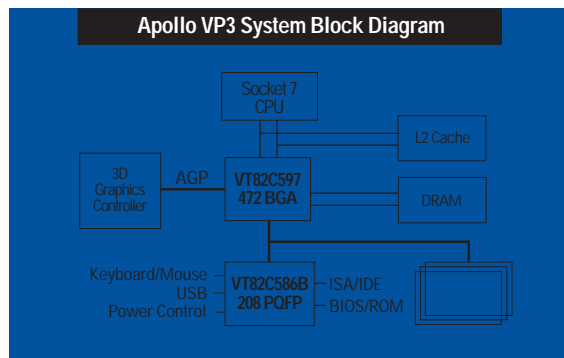 Apollo VP3 System Block Diagram
Socket 7
CPU
L2 Cache
3D
Graphics
Controller
AGP
VT82C597
472 BGA
DRAM
Keyboard/Mouse
USB
Power Control
VT82C586B
208 PQFP
ISA/IDE
BIOS/ROM